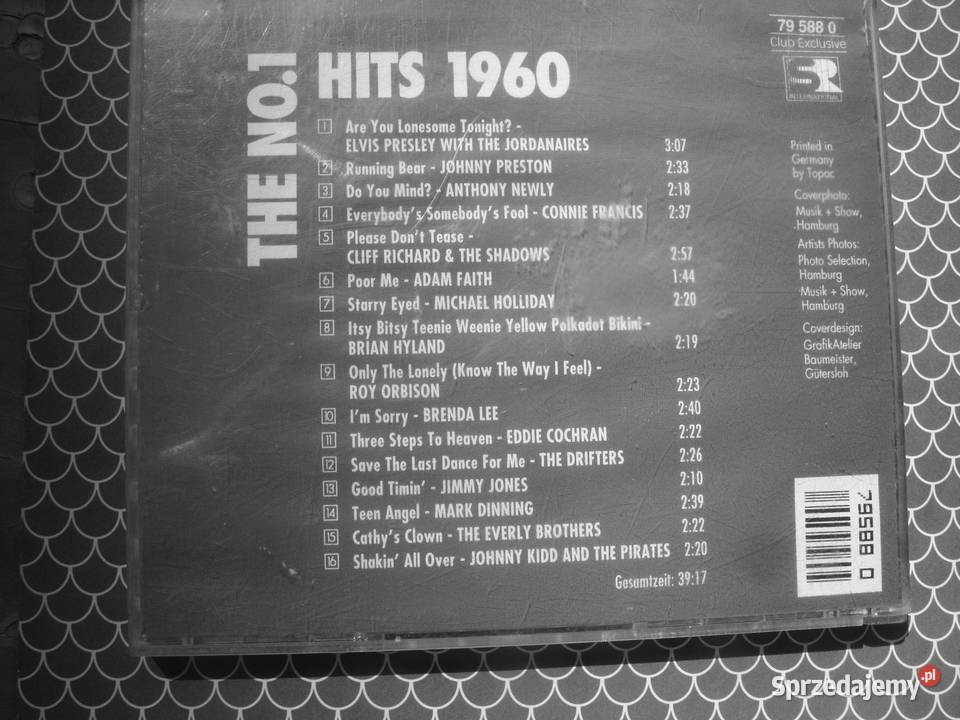 THE NO.1
HITS 1960
1 Are You Lonesome Tonight? -
ELVIS PRESLEY WITH THE JORDANAIRES 3:07
2 Running Bear - JOHNNY PRESTON 2:33
3 Do You Mind? - ANTHONY NEWLY 2:18
4 Everybody's Somebody's Fool - CONNIE FRANCIS 2:37
5 Please Don't Tease -
CLIFF RICHARD & THE SHADOWS 2:57
6 Poor Me - ADAM FAITH 1:44
7 Starry Eyed - MICHAEL HOLLIDAY 2:20
8 Itsy Bitsy Teenie Weenie Yellow Polkadot Bikini -
BRIAN HYLAND 2:19
9 Only The Lonely (Know The Way I Feel) -
ROY ORBISON 2:23
10 I'm Sorry - BRENDA LEE 2:40
11 Three Steps To Heaven - EDDIE COCHRAN 2:22
12 Save The Last Dance For Me - THE DRIFTERS 2:26
13 Good Timin' - JIMMY JONES 2:10
14 Teen Angel - MARK DINNING 2:39
15 Cathy's Clown - THE EVERLY BROTHERS 2:22
16 Shakin' All Over - JOHNNY KIDD AND THE PIRATES 2:20
Gesamtzeit: 39:17
79 588 0
Club Exclusive
SR
INTERNATIONAL
Printed in
Germany
by Topac
Coverphoto:
Musik + Show,
Hamburg
Artists Photos:
Photo Selection,
Hamburg
Musik + Show,
Hamburg
Coverdesign:
GrafikAtelier
Baumeister,
Gütersloh
79588 0
Sprzedajemy.pl